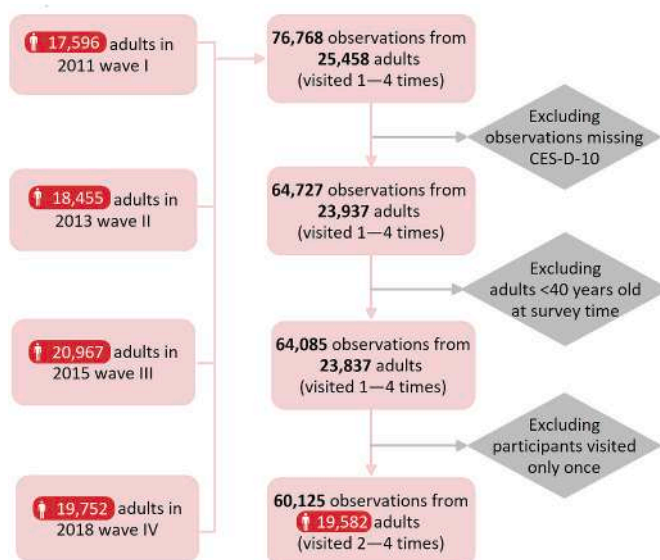 17,596 adults in
2011 wave I
18,455 adults in
2013 wave II
20,967 adults in
2015 wave III
19,752 adults in
2018 wave IV
76,768 observations from
25,458 adults
(visited 1—4 times)
Excluding
observations missing
CES-D-10
64,727 observations from
23,937 adults
(visited 1—4 times)
Excluding
adults <40 years old
at survey time
64,085 observations from
23,837 adults
(visited 1—4 times)
Excluding
participants visited
only once
60,125 observations from
19,582 adults
(visited 2—4 times)